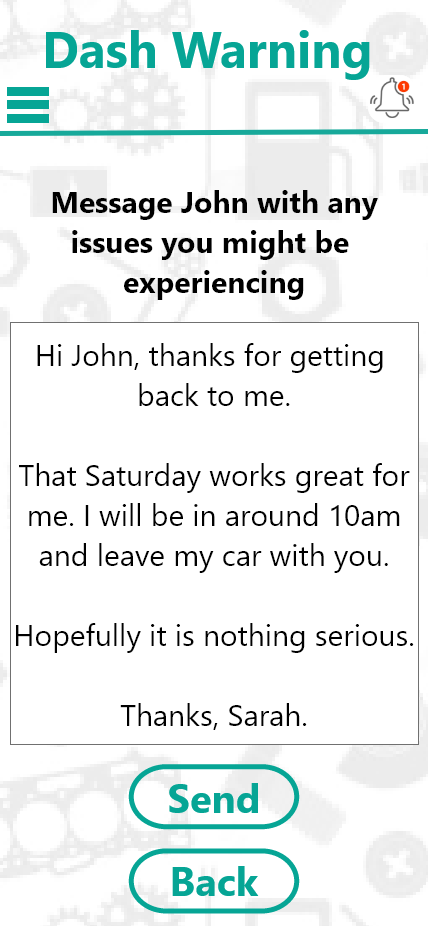 Dash Warning
1
Message John with any
issues you might be
experiencing
Hi John, thanks for getting
back to me.
That Saturday works great for
me. I will be in around 10am
and leave my car with you.
Hopefully it is nothing serious.
Thanks, Sarah.
Send
Back